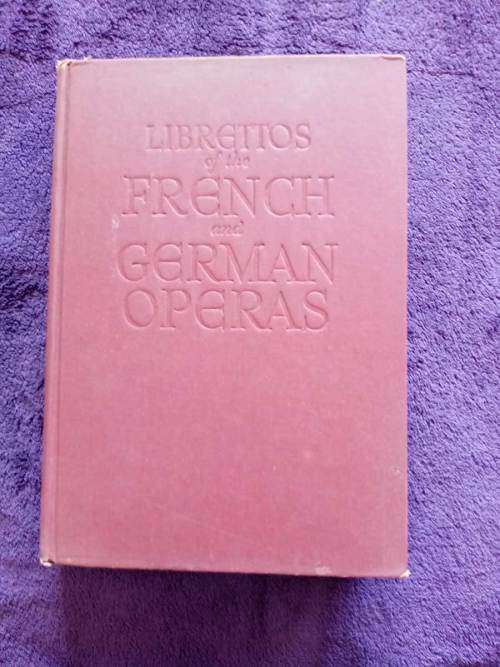 LIBRETTOS
of the
FRENCH
and
GERMAN
OPERAS